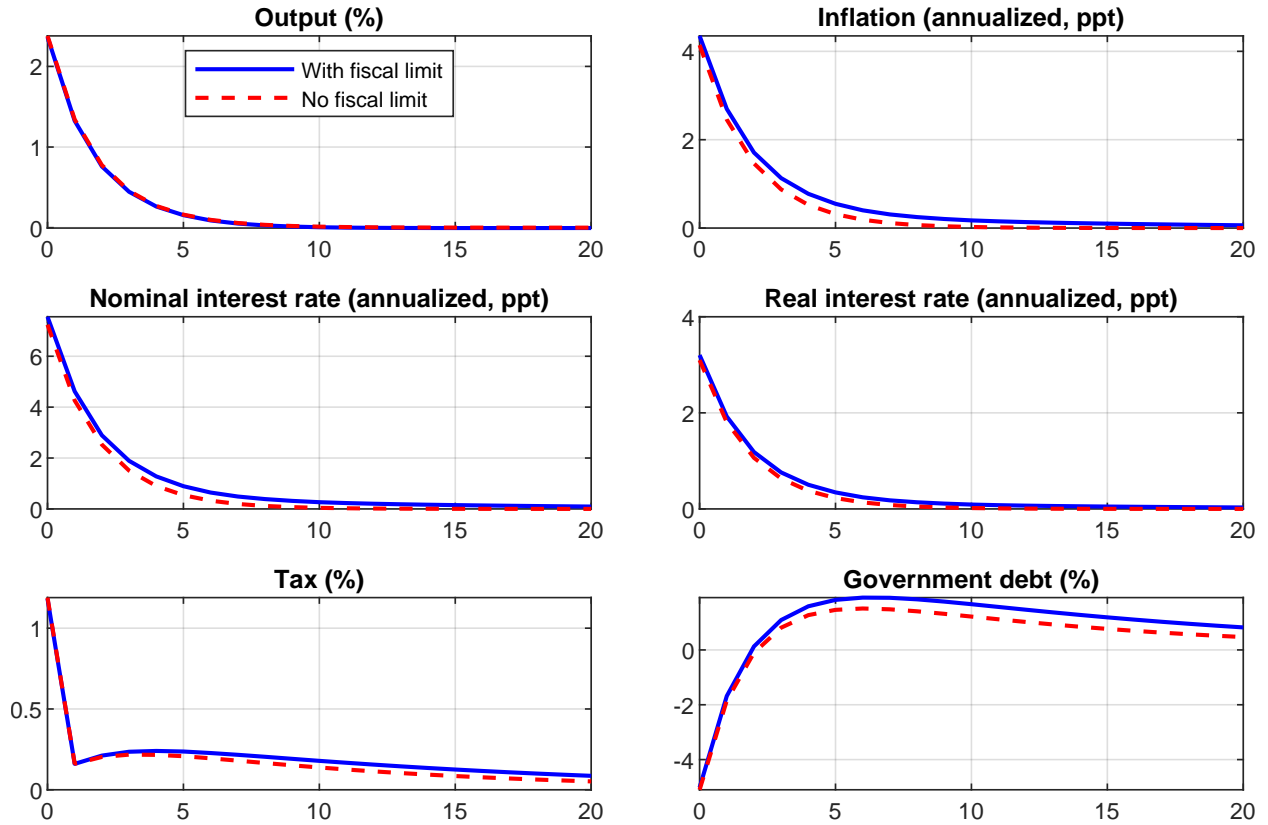 Output (%)
2
1
0
0 5 10 15 20
With fiscal limit
No fiscal limit
Inflation (annualized, ppt)
4
2
0
0 5 10 15 20
Nominal interest rate (annualized, ppt)
6
4
2
0
0 5 10 15 20
Real interest rate (annualized, ppt)
4
2
0
0 5 10 15 20
Tax (%)
1
0.5
0
0 5 10 15 20
Government debt (%)
0
-2
-4
0 5 10 15 20